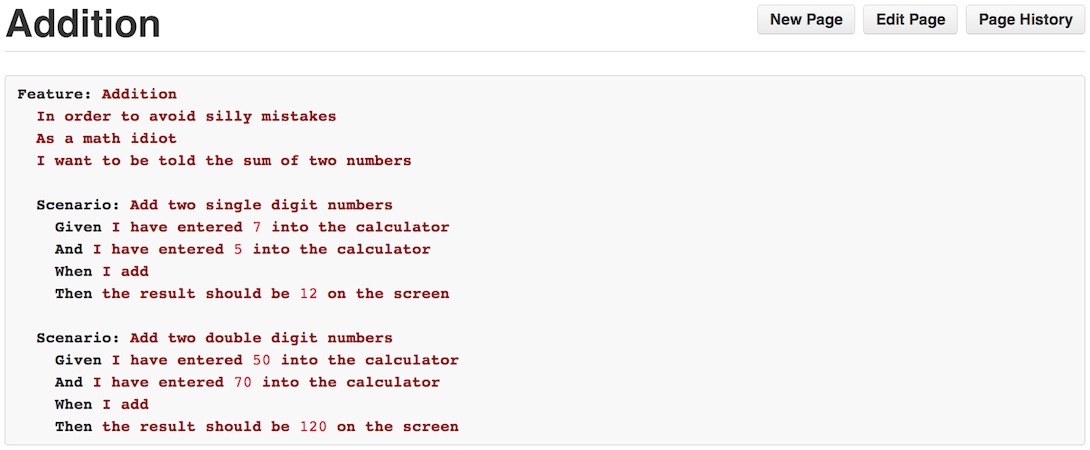 Addition
New Page
Edit Page
Page History
Feature: Addition
In order to avoid silly mistakes
As a math idiot
I want to be told the sum of two numbers
Scenario: Add two single digit numbers
Given I have entered 7 into the calculator
And I have entered 5 into the calculator
When I add
Then the result should be 12 on the screen
Scenario: Add two double digit numbers
Given I have entered 50 into the calculator
And I have entered 70 into the calculator
When I add
Then the result should be 120 on the screen